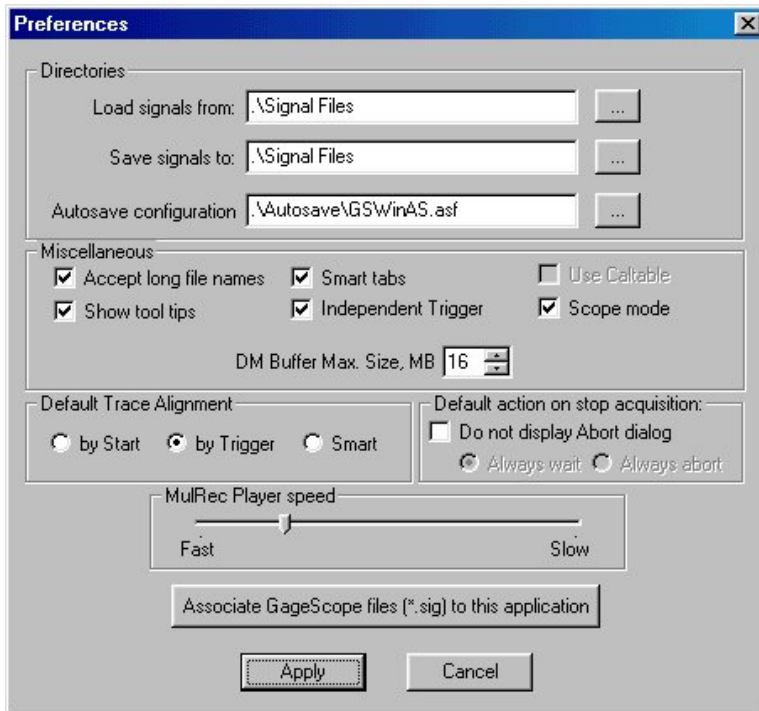 Preferences
Directories
Load signals from: .\Signal Files ...
Save signals to: .\Signal Files ...
Autosave configuration .\Autosave\GSWinAS.asf ...
Miscellaneous
Accept long file names Smart tabs Use Caltable
Show tool tips Independent Trigger Scope mode
DM Buffer Max. Size, MB 16
Default Trace Alignment
by Start by Trigger Smart
Default action on stop acquisition:
Do not display Abort dialog
Always wait Always abort
MulRec Player speed
Fast Slow
Associate GageScope files (*.sig) to this application
Apply Cancel